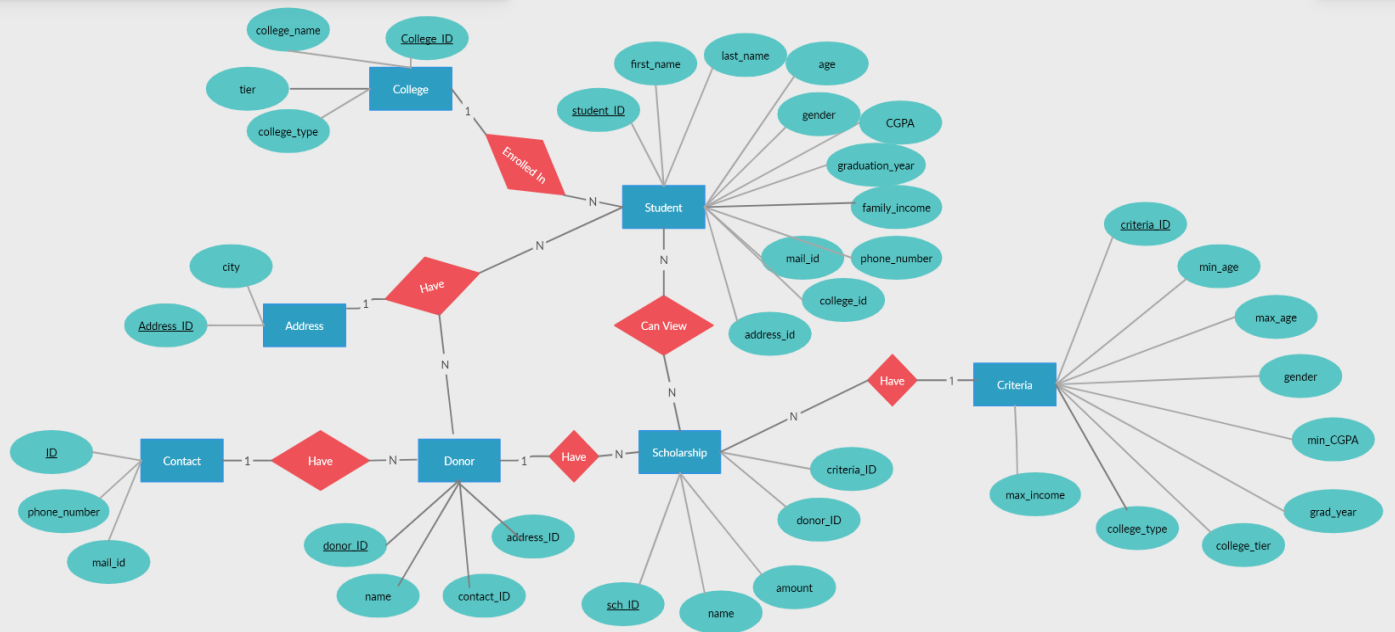 college_name
College_ID
tier
College
college_type
1
Enrolled In
N
first_name
last_name
age
student_ID
gender
CGPA
graduation_year
Student
family_income
mail_id
phone_number
college_id
address_id
N
city
Address_ID
Address
1
Have
N
N
Can View
N
criteria_ID
min_age
max_age
gender
Criteria
min_CGPA
grad_year
max_income
college_type
college_tier
Have
1
N
ID
Contact
phone_number
mail_id
1
Have
N
Donor
1
Have
N
Scholarship
criteria_ID
donor_ID
donor_ID
address_ID
name
contact_ID
sch_ID
name
amount